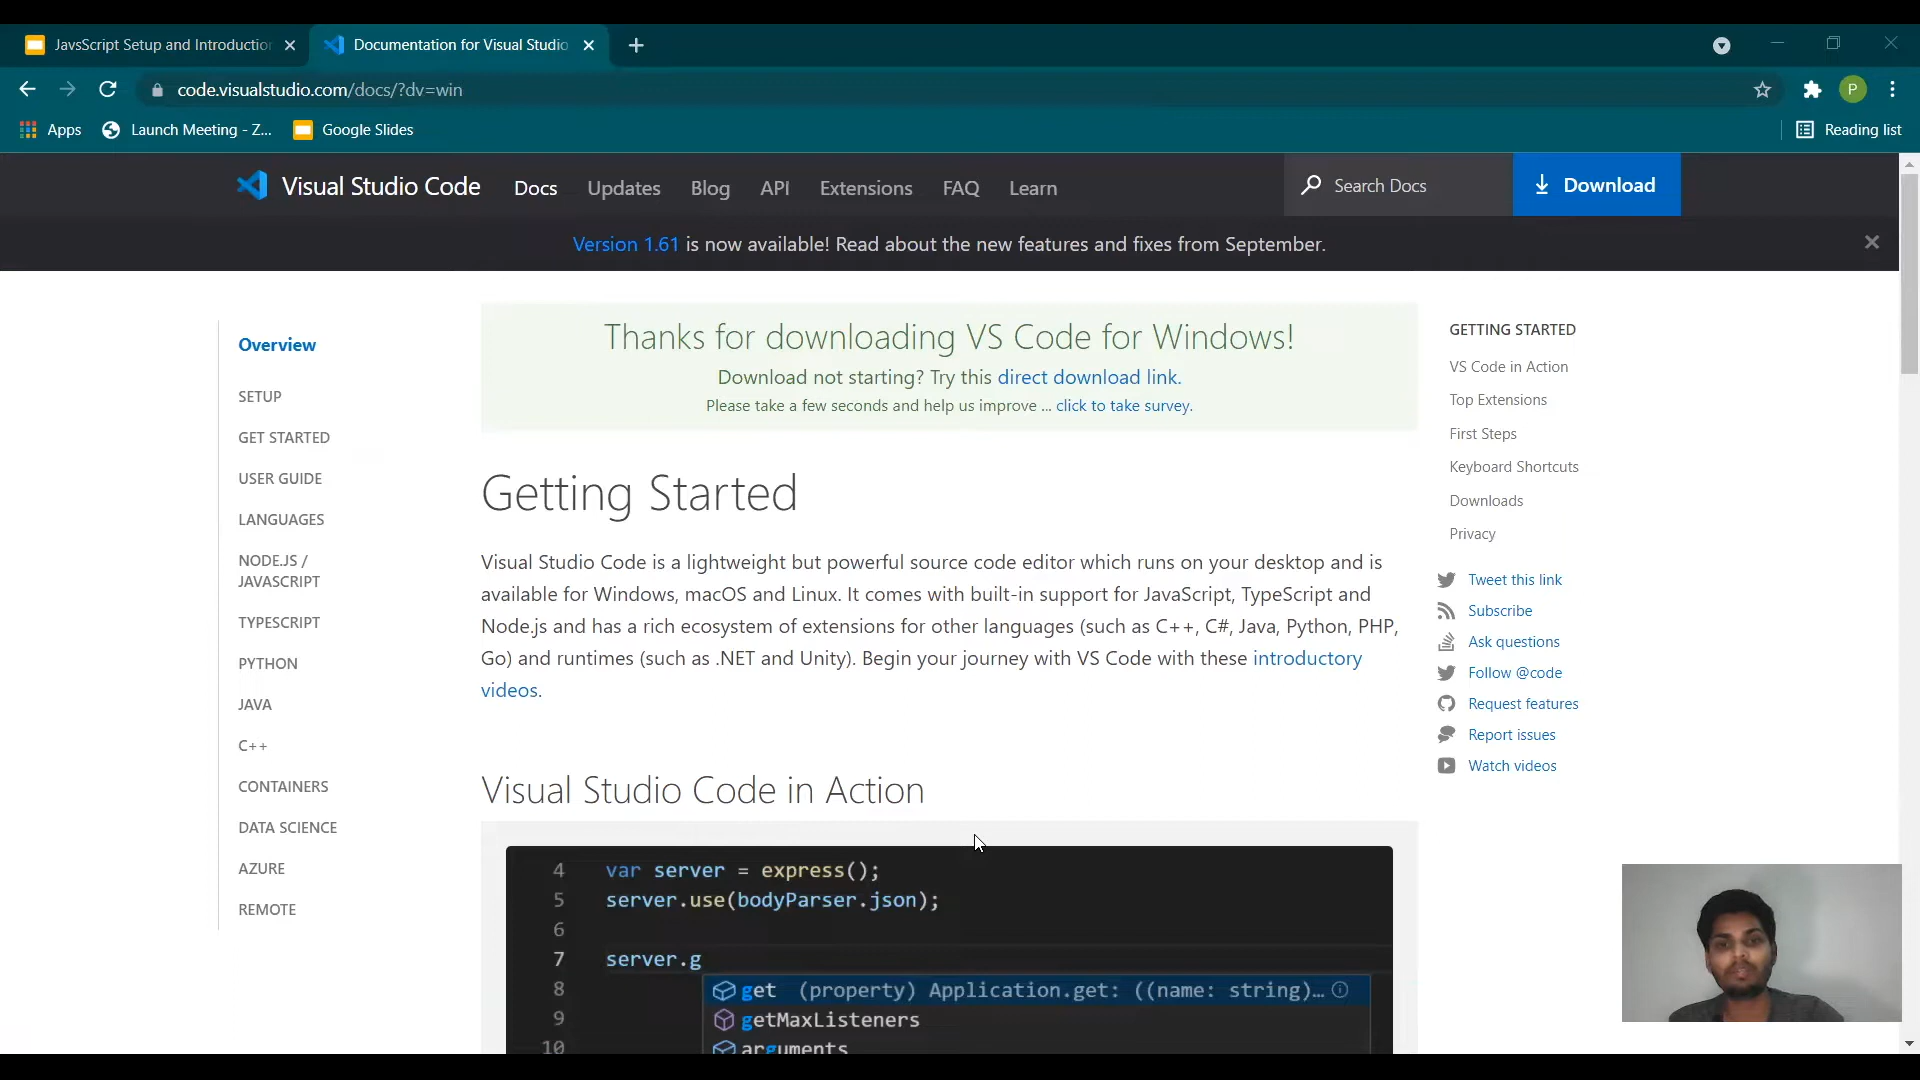 JavsScript Setup and Introduction
Documentation for Visual Studio
code.visualstudio.com/docs/?dv=win
P
Apps
Launch Meeting - Z...
Google Slides
Reading list
Visual Studio Code
Docs
Updates
Blog
API
Extensions
FAQ
Learn
Search Docs
Download
Version 1.61 is now available! Read about the new features and fixes from September.
Overview
SETUP
GET STARTED
USER GUIDE
LANGUAGES
NODE.JS /
JAVASCRIPT
TYPESCRIPT
PYTHON
JAVA
C++
CONTAINERS
DATA SCIENCE
AZURE
REMOTE
Thanks for downloading VS Code for Windows!
Download not starting? Try this direct download link.
Please take a few seconds and help us improve ... click to take survey.
Getting Started
Visual Studio Code is a lightweight but powerful source code editor which runs on your desktop and is
available for Windows, macOS and Linux. It comes with built-in support for JavaScript, TypeScript and
Node.js and has a rich ecosystem of extensions for other languages (such as C++, C#, Java, Python, PHP,
Go) and runtimes (such as .NET and Unity). Begin your journey with VS Code with these introductory
videos.
Visual Studio Code in Action
4 var server = express();
5 server.use(bodyParser.json);
6
7 server.g
8 get (property) Application.get: ((name: string)...
9 getMaxListeners
10 arguments
GETTING STARTED
VS Code in Action
Top Extensions
First Steps
Keyboard Shortcuts
Downloads
Privacy
Tweet this link
Subscribe
Ask questions
Follow @code
Request features
Report issues
Watch videos